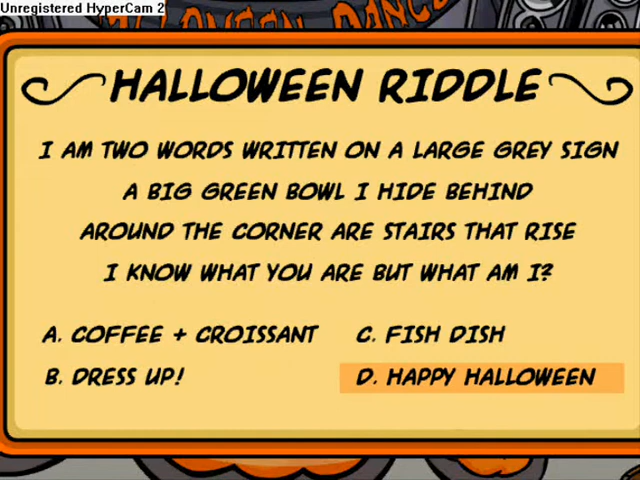 Unregistered HyperCam 2
HALLOWEEN DANCE
HALLOWEEN RIDDLE
I AM TWO WORDS WRITTEN ON A LARGE GREY SIGN
A BIG GREEN BOWL I HIDE BEHIND
AROUND THE CORNER ARE STAIRS THAT RISE
I KNOW WHAT YOU ARE BUT WHAT AM I?
A. COFFEE + CROISSANT
C. FISH DISH
B. DRESS UP!
D. HAPPY HALLOWEEN